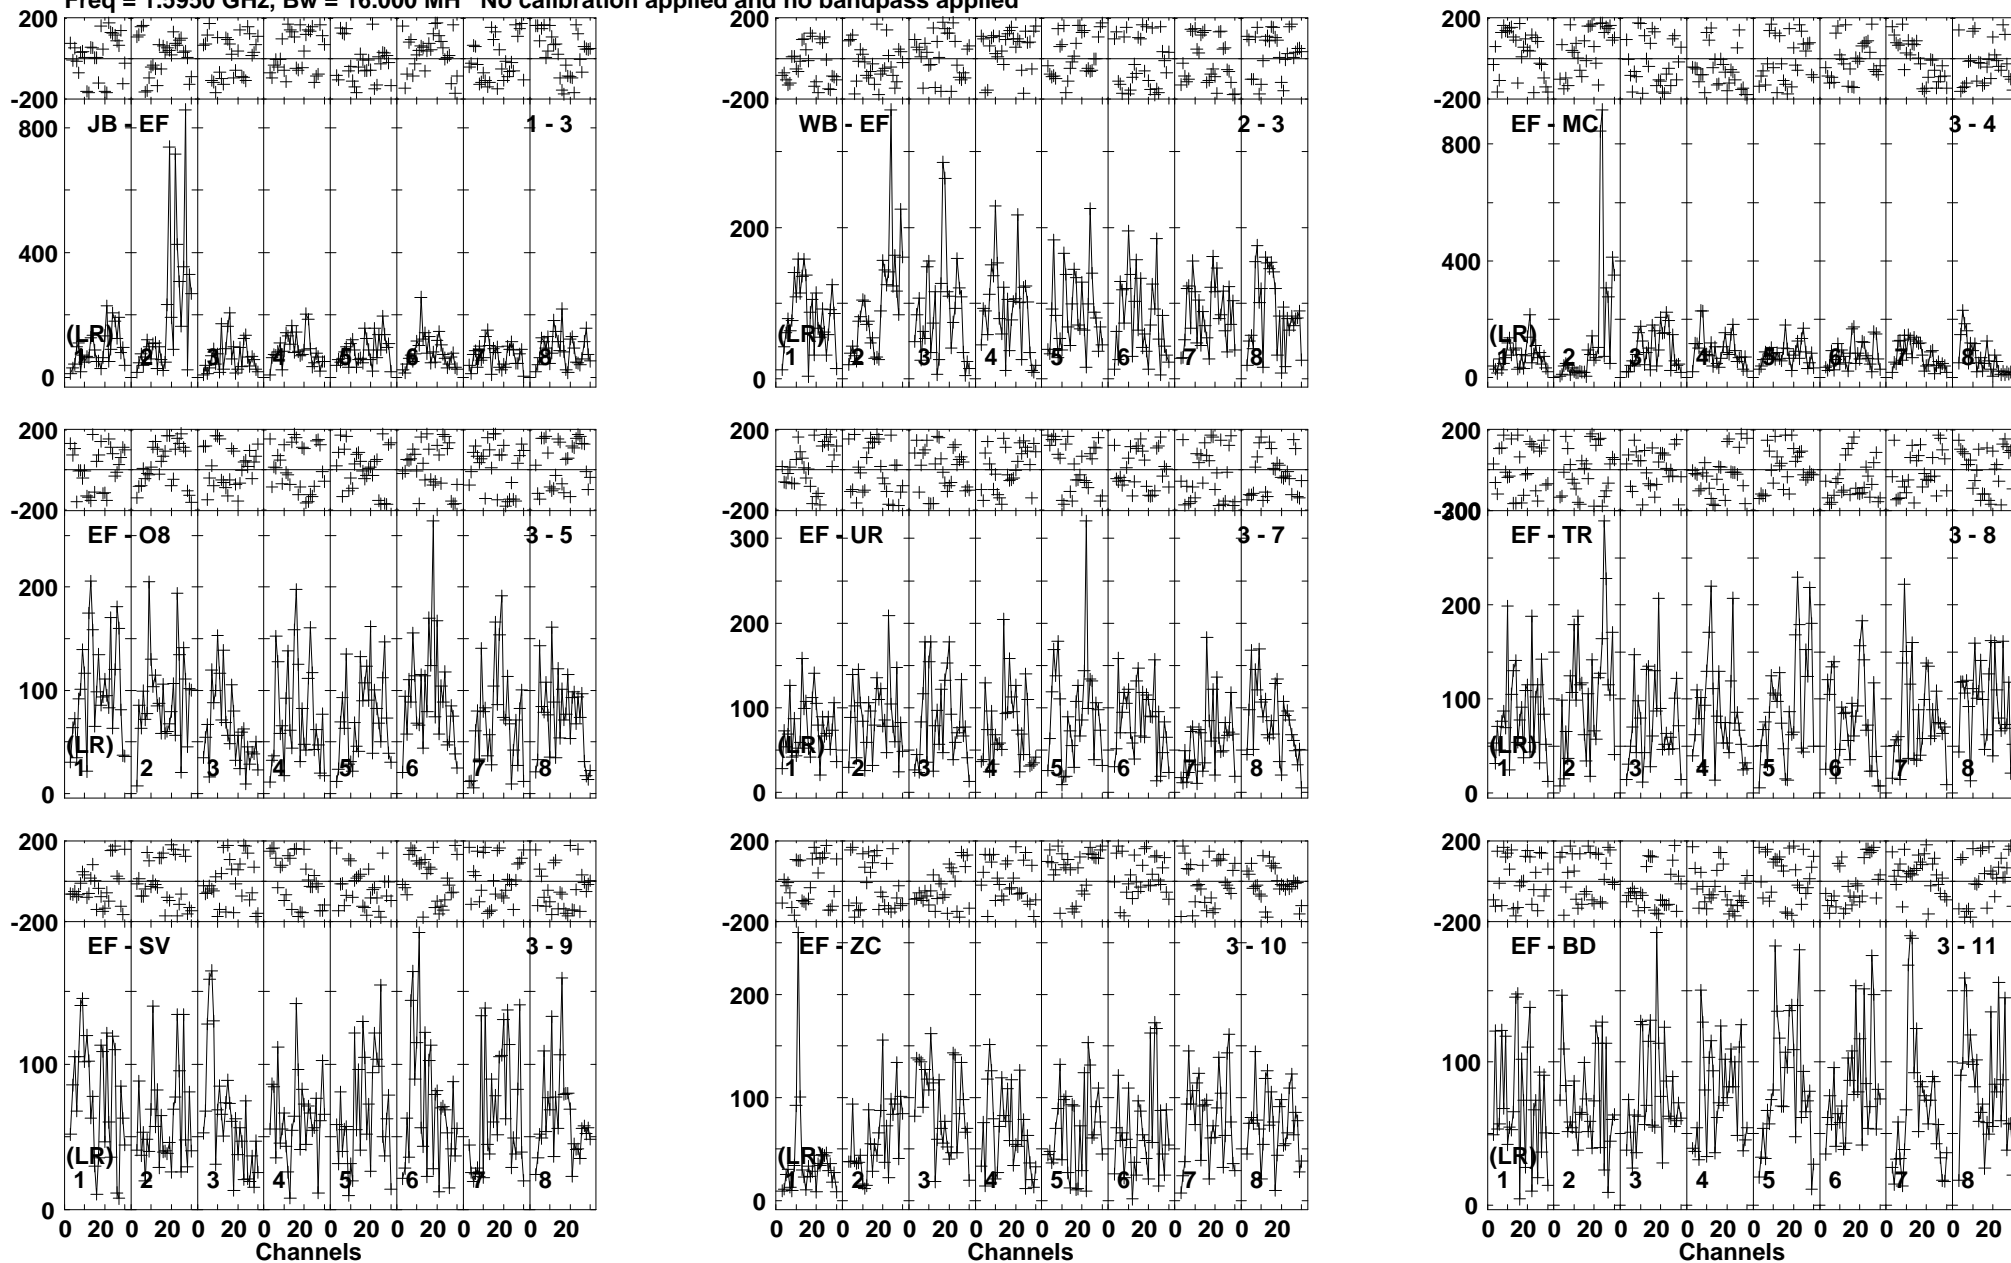 Freq = 1.5950 GHz, Bw = 16.000 MH No calibration applied and no bandpass applied
200
-200
JB - EF 1 - 3
800
400
0
(LR)
1 2 3 4 5 6 7 8
200
-200
WB - EF 2 - 3
200
0
(LR)
1 2 3 4 5 6 7 8
200
-200
EF - MC 3 - 4
800
400
0
(LR)
1 2 3 4 5 6 7 8
200
-200
EF - O8 3 - 5
200
100
0
(LR)
1 2 3 4 5 6 7 8
200
-200
EF - UR 3 - 7
300
200
100
0
(LR)
1 2 3 4 5 6 7 8
200
-200
300
EF - TR 3 - 8
200
100
0
(LR)
1 2 3 4 5 6 7 8
200
-200
EF - SV 3 - 9
100
0
(LR)
1 2 3 4 5 6 7 8
0 20 0 20 0 20 0 20 0 20 0 20 0 20 0 20
Channels
200
-200
EF - ZC 3 - 10
200
100
0
(LR)
1 2 3 4 5 6 7 8
0 20 0 20 0 20 0 20 0 20 0 20 0 20 0 20
Channels
200
-200
EF - BD 3 - 11
100
0
(LR)
1 2 3 4 5 6 7 8
0 20 0 20 0 20 0 20 0 20 0 20 0 20 0 20
Channels